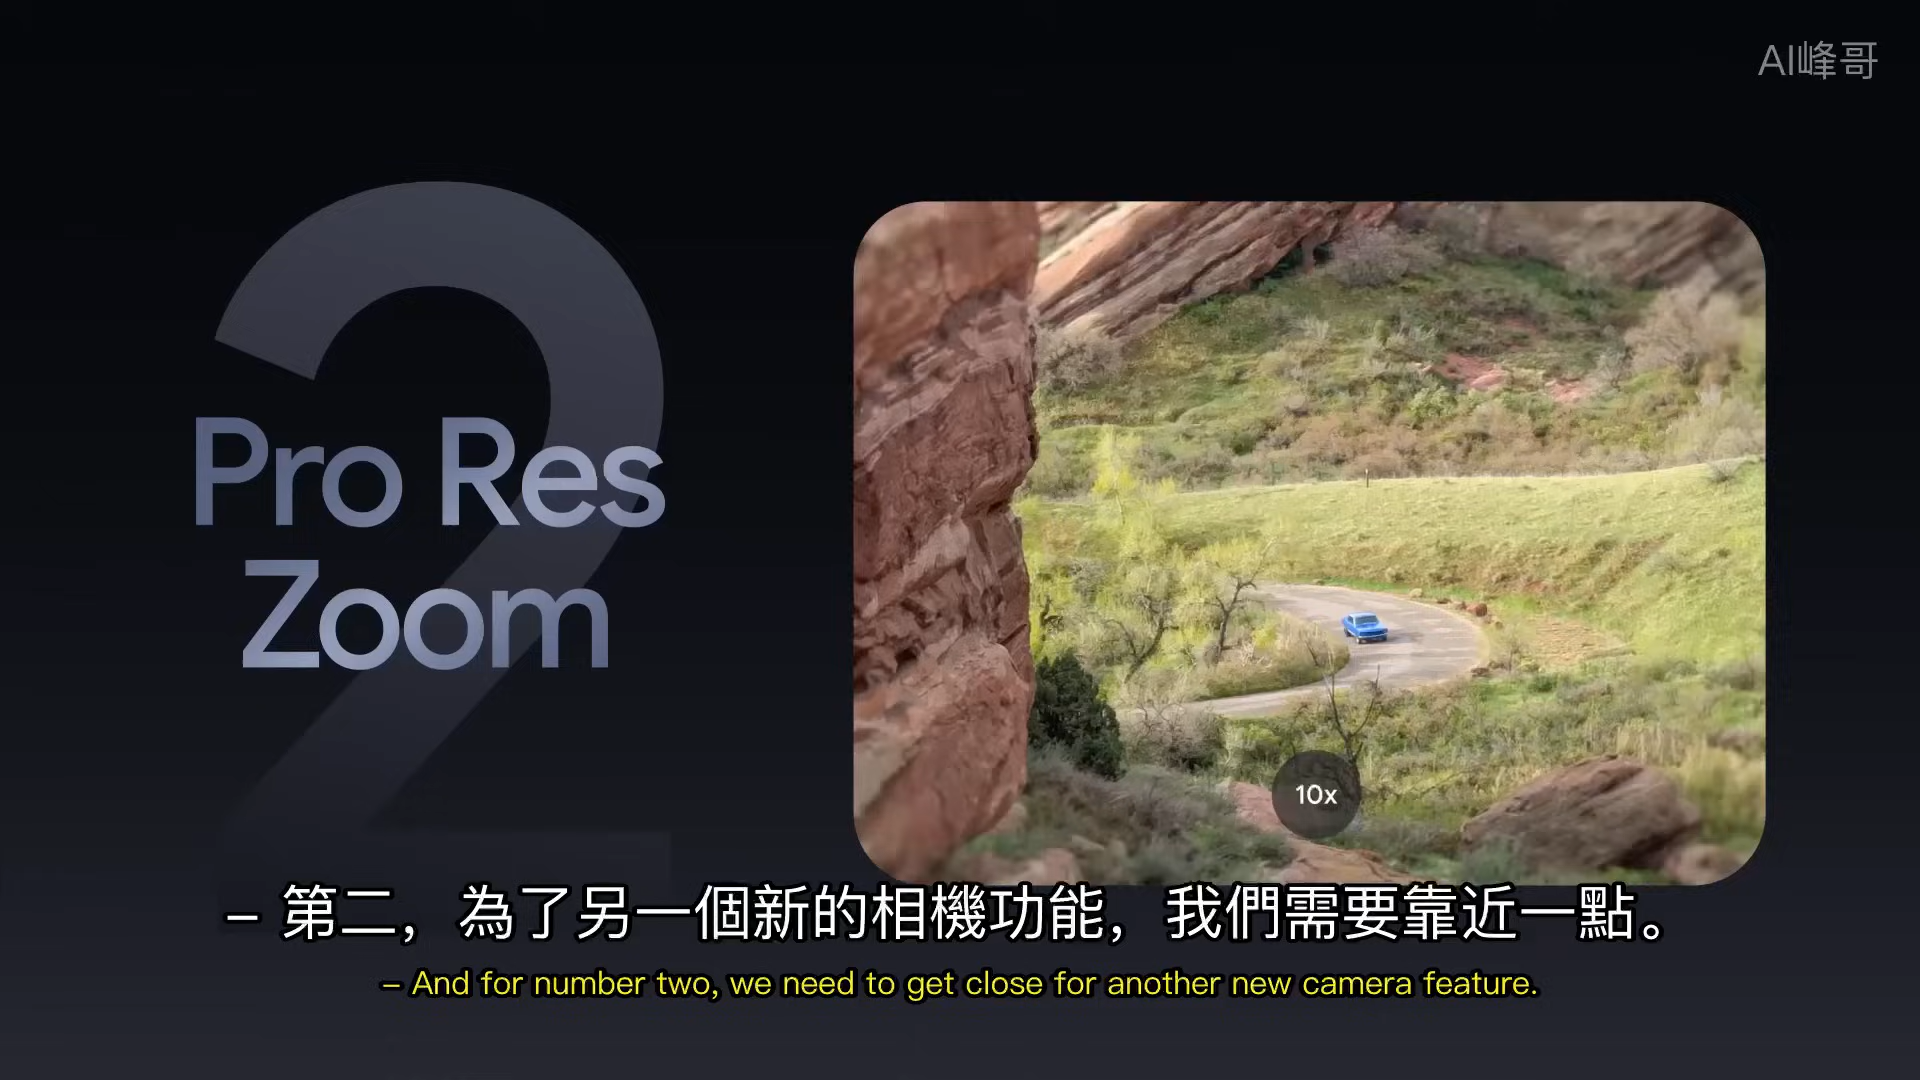 AI峰哥
2
Pro Res
Zoom
10x
– 第二，為了另一個新的相機功能，我們需要靠近一點。
– And for number two, we need to get close for another new camera feature.